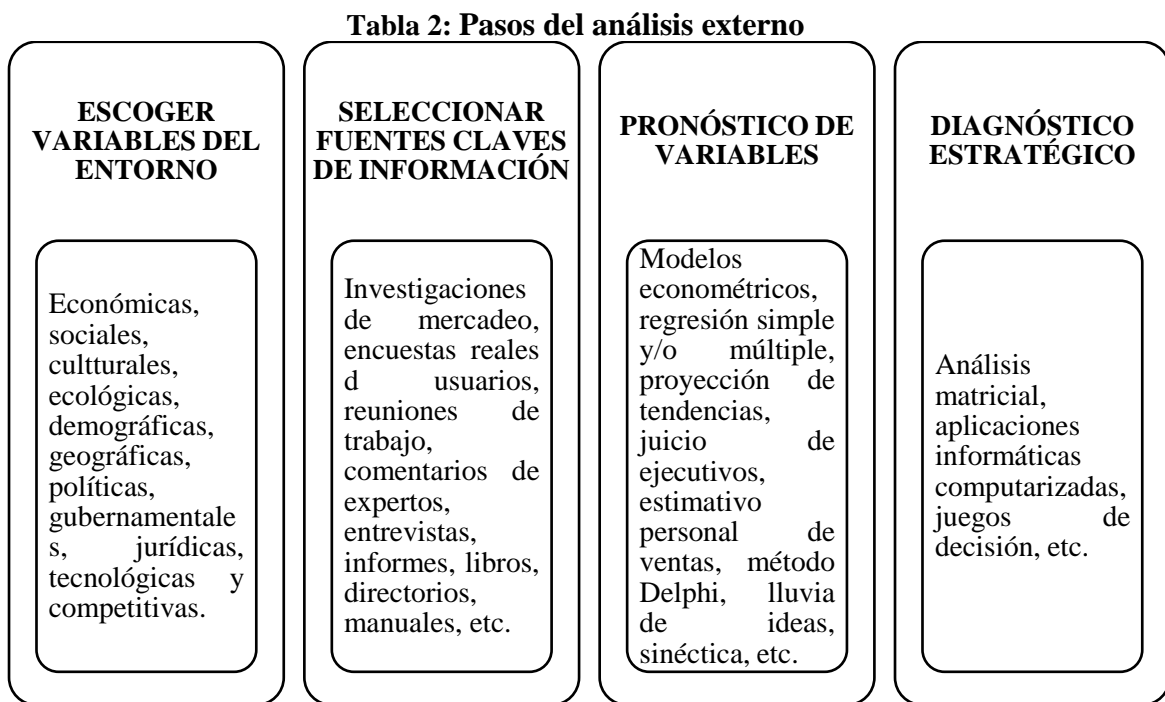 Tabla 2: Pasos del análisis externo
ESCOGER
VARIABLES DEL
ENTORNO
Económicas,
sociales,
cultturales,
ecológicas,
demográficas,
geográficas,
políticas,
gubernamentale
s, jurídicas,
tecnológicas y
competitivas.
SELECCIONAR
FUENTES CLAVES
DE INFORMACIÓN
Investigaciones
de mercadeo,
encuestas reales
d usuarios,
reuniones de
trabajo,
comentarios de
expertos,
entrevistas,
informes, libros,
directorios,
manuales, etc.
PRONÓSTICO DE
VARIABLES
Modelos
econométricos,
regresión simple
y/o múltiple,
proyección de
tendencias,
juicio de
ejecutivos,
estimativo
personal de
ventas, método
Delphi, lluvia
de ideas,
sinéctica, etc.
DIAGNÓSTICO
ESTRATÉGICO
Análisis
matricial,
aplicaciones
informáticas
computarizadas,
juegos de
decisión, etc.